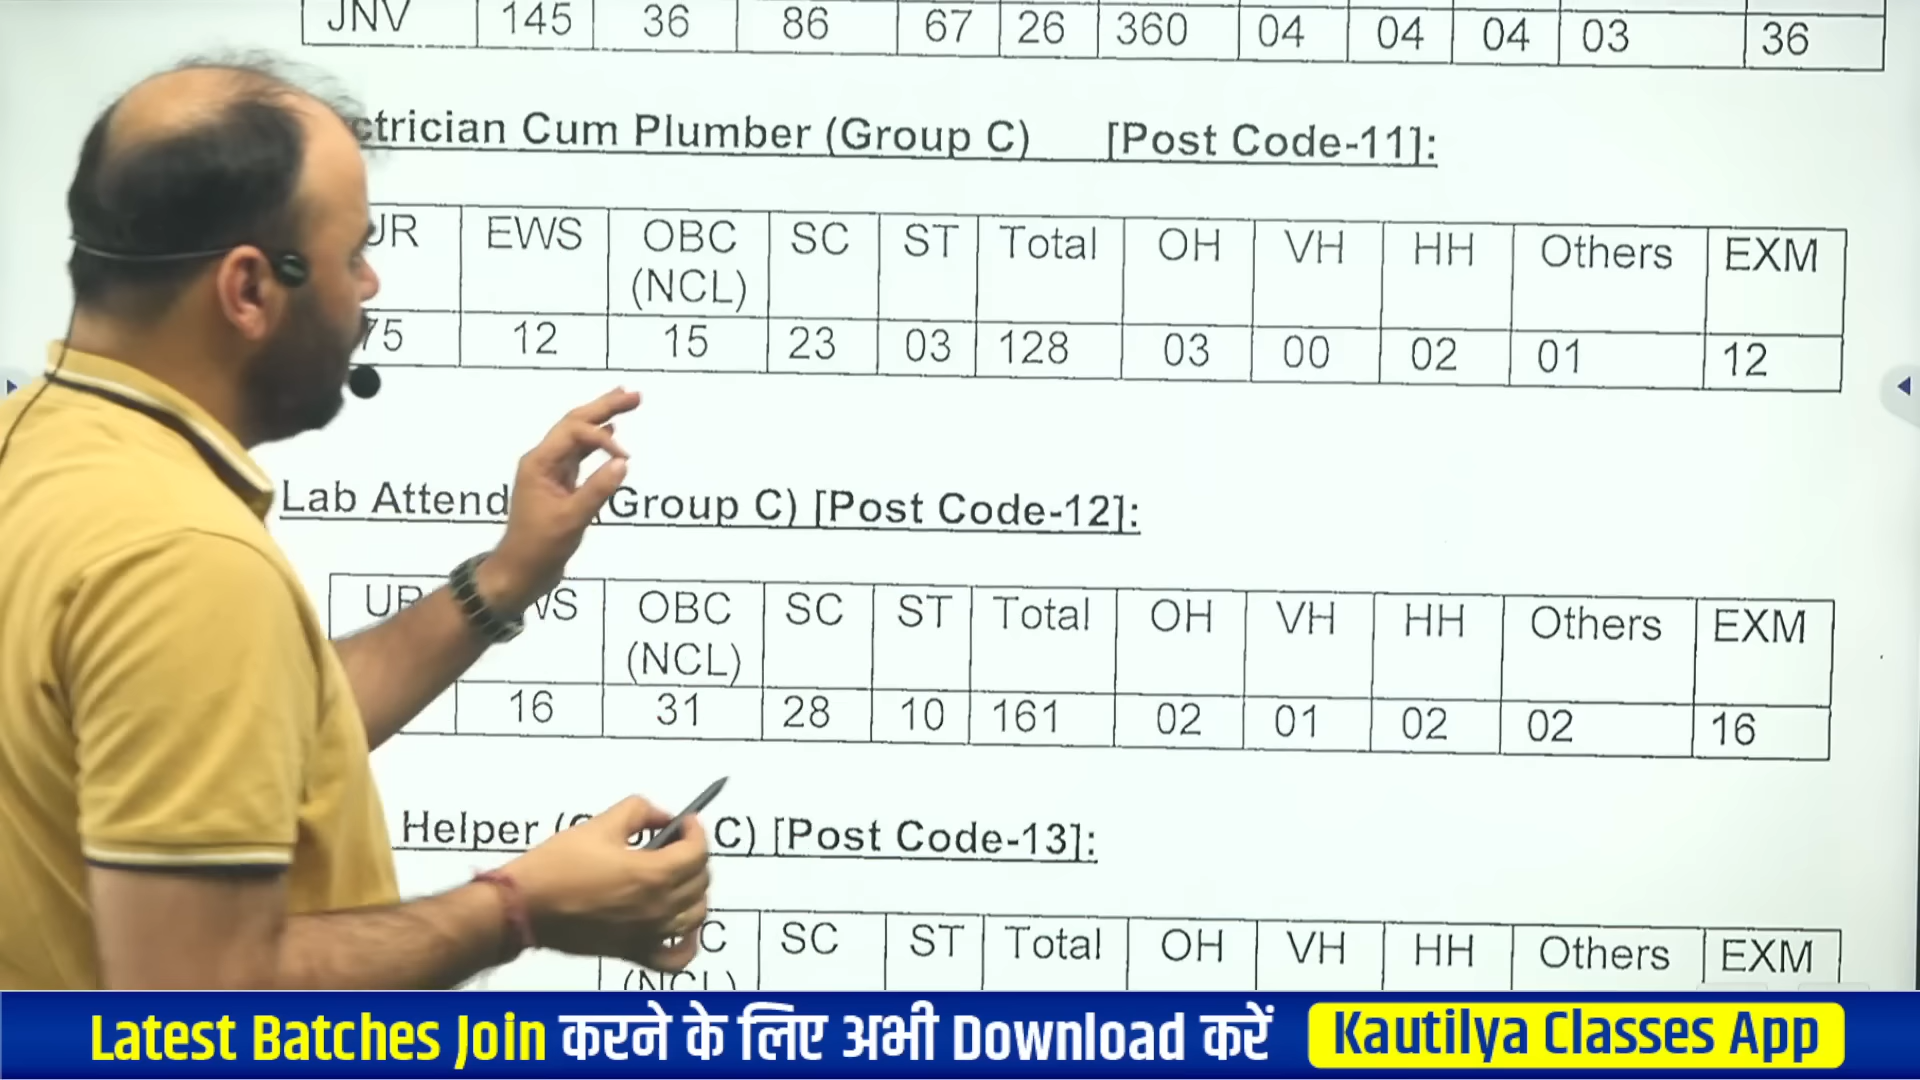 JNV 145 36 86 67 26 360 04 04 04 03 36
ctrician Cum Plumber (Group C) [Post Code-11]:
UR EWS OBC (NCL) SC ST Total OH VH HH Others EXM
75 12 15 23 03 128 03 00 02 01 12
Lab Attend Group C) [Post Code-12]:
UR WS OBC (NCL) SC ST Total OH VH HH Others EXM
16 31 28 10 161 02 01 02 02 16
Helper C) [Post Code-13]:
C (NCL) SC ST Total OH VH HH Others EXM
Latest Batches Join करने के लिए अभी Download करें Kautilya Classes App